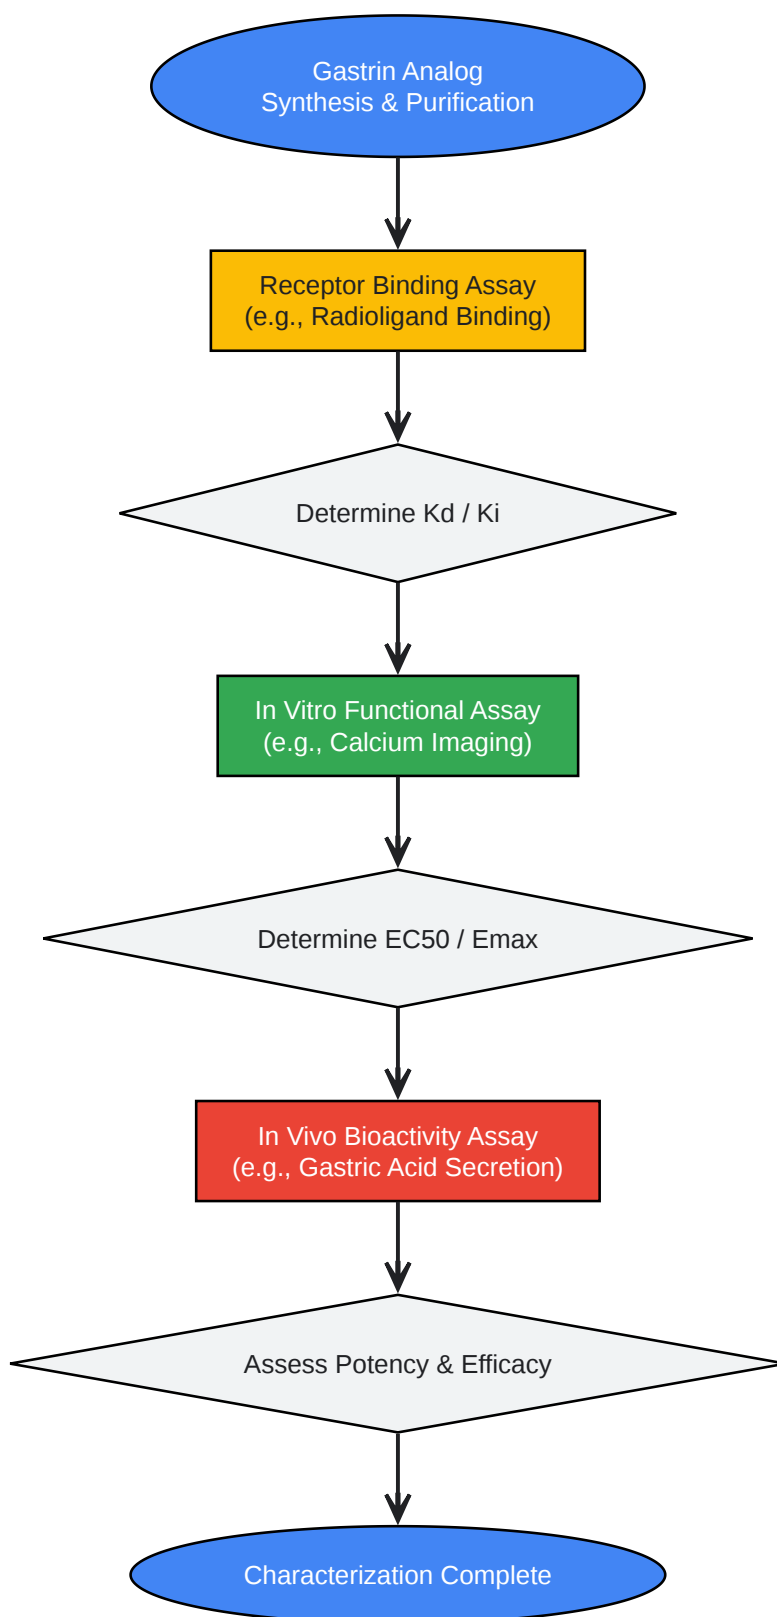 Gastrin Analog
Synthesis & Purification
Receptor Binding Assay
(e.g., Radioligand Binding)
Determine Kd / Ki
In Vitro Functional Assay
(e.g., Calcium Imaging)
Determine EC50 / Emax
In Vivo Bioactivity Assay
(e.g., Gastric Acid Secretion)
Assess Potency & Efficacy
Characterization Complete